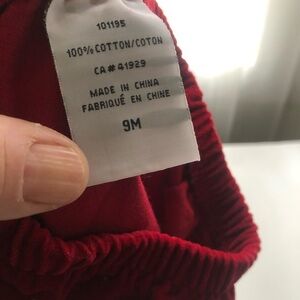 101195
100% COTTON/COTON
CA#41929
MADE IN CHINA
FABRIQUÉ EN CHINE
9M